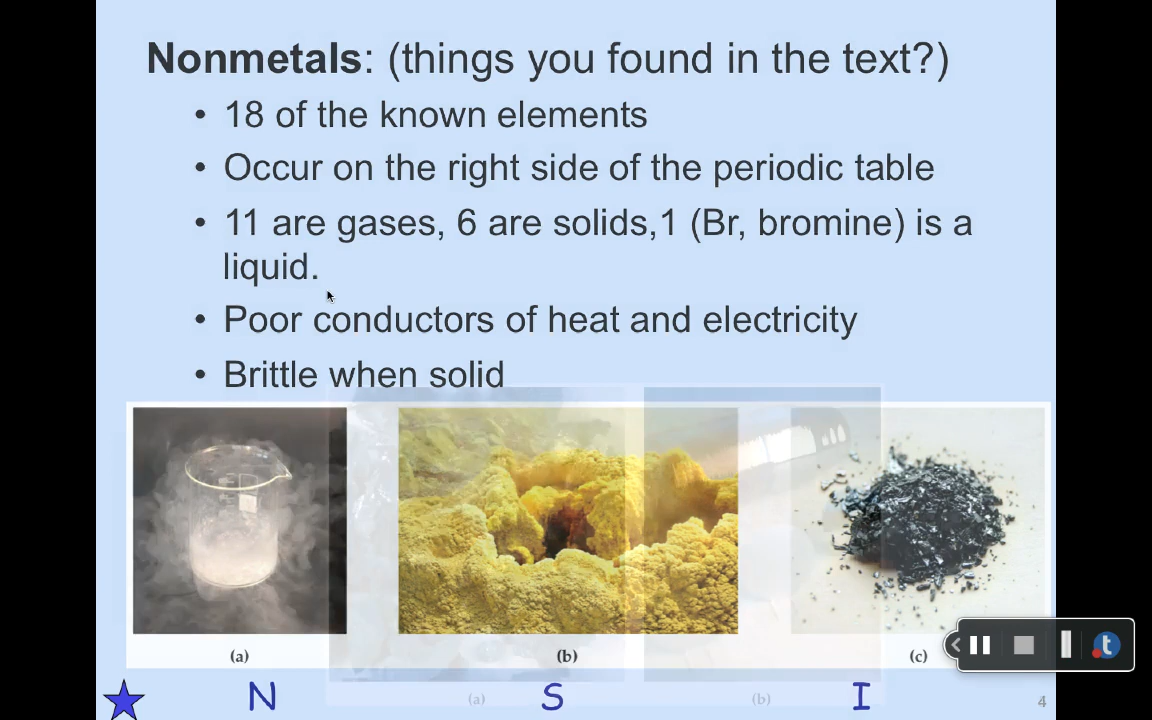 Nonmetals: (things you found in the text?)
• 18 of the known elements
• Occur on the right side of the periodic table
• 11 are gases, 6 are solids,1 (Br, bromine) is a
liquid.
• Poor conductors of heat and electricity
• Brittle when solid
(a) (b) (c)
N S I
(a) (b) 4
t